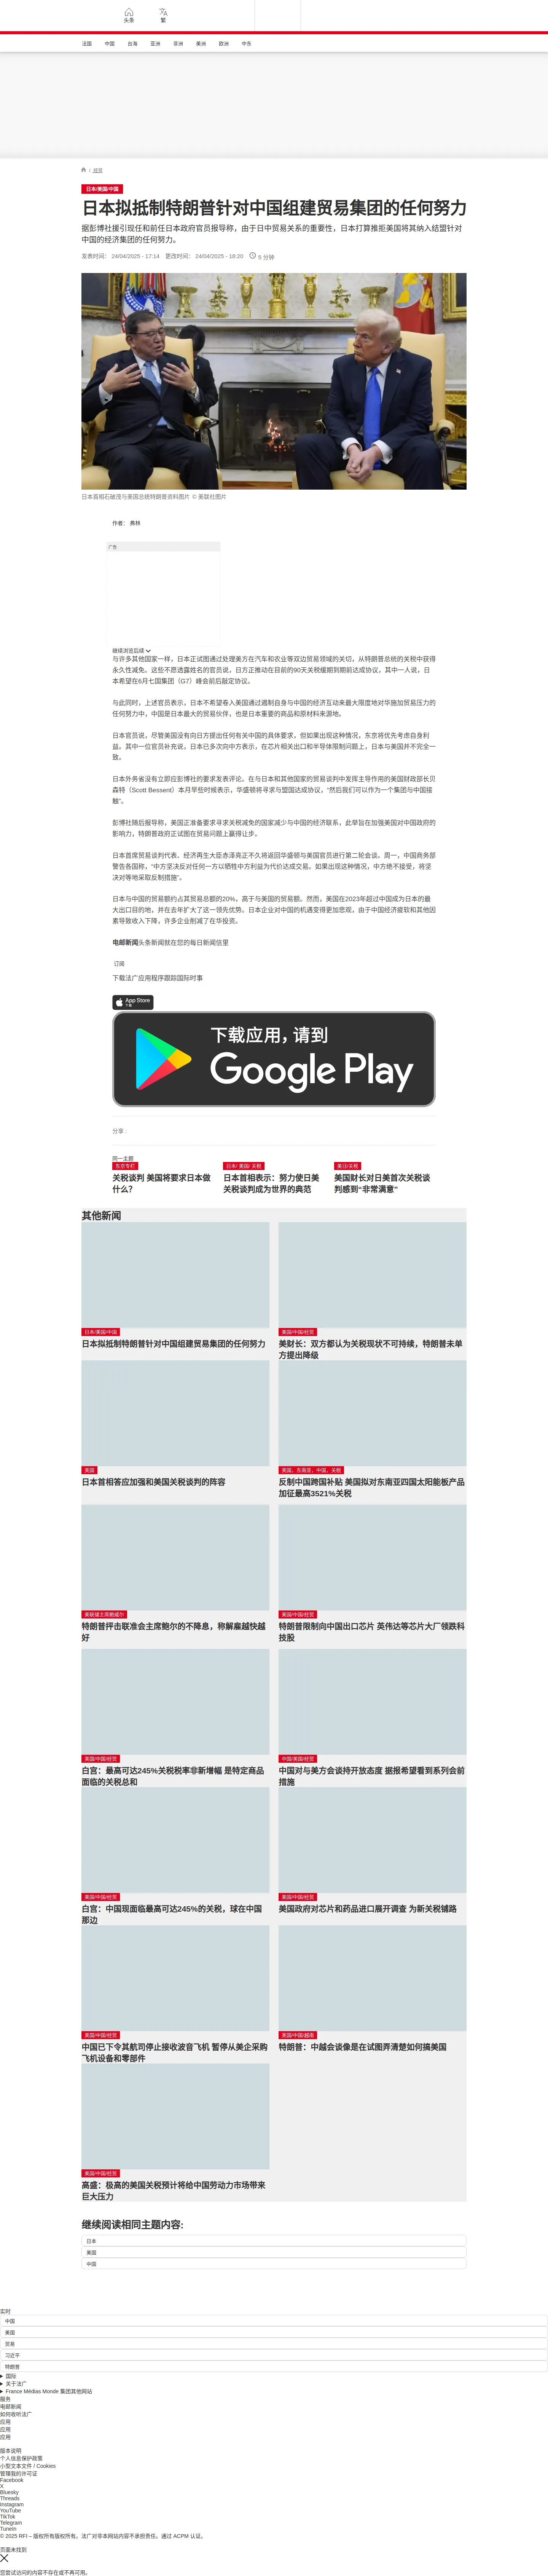 头条
繁
法国
中国
台海
亚洲
非洲
美洲
欧洲
中东
经贸
日本/美国/中国
日本拟抵制特朗普针对中国组建贸易集团的任何努力
据彭博社援引现任和前任日本政府官员报导称，由于日中贸易关系的重要性，日本打算推拒美国将其纳入结盟针对
中国的经济集团的任何努力。
发表时间： 24/04/2025 - 17:14 更改时间： 24/04/2025 - 18:20 5 分钟
日本首相石破茂与美国总统特朗普资料图片 © 美联社图片
作者： 弗林
广告
继续浏览后续
与许多其他国家一样，日本正试图通过处理美方在汽车和农业等双边贸易领域的关切，从特朗普总统的关税中获得
永久性减免。这些不愿透露姓名的官员说，日方正推动在目前的90天关税缓期到期前达成协议，其中一人说，日
本希望在6月七国集团（G7）峰会前后敲定协议。
与此同时，上述官员表示，日本不希望卷入美国通过遏制自身与中国的经济互动来最大限度地对华施加贸易压力的
任何努力中，中国是日本最大的贸易伙伴，也是日本重要的商品和原材料来源地。
日本官员说，尽管美国没有向日方提出任何有关中国的具体要求，但如果出现这种情况，东京将优先考虑自身利
益。其中一位官员补充说，日本已多次向中方表示，在芯片相关出口和半导体限制问题上，日本与美国并不完全一
致。
日本外务省没有立即应彭博社的要求发表评论。在与日本和其他国家的贸易谈判中发挥主导作用的美国财政部长贝
森特（Scott Bessent）本月早些时候表示，华盛顿将寻求与盟国达成协议，“然后我们可以作为一个集团与中国接
触”。
彭博社随后报导称，美国正准备要求寻求关税减免的国家减少与中国的经济联系，此举旨在加强美国对中国政府的
影响力，特朗普政府正试图在贸易问题上赢得让步。
日本首席贸易谈判代表、经济再生大臣赤泽亮正不久将返回华盛顿与美国官员进行第二轮会谈。周一，中国商务部
警告各国称，“中方坚决反对任何一方以牺牲中方利益为代价达成交易。如果出现这种情况，中方绝不接受，将坚
决对等地采取反制措施”。
日本与中国的贸易额约占其贸易总额的20%，高于与美国的贸易额。然而，美国在2023年超过中国成为日本的最
大出口目的地，并在去年扩大了这一领先优势。日本企业对中国的机遇变得更加悲观，由于中国经济疲软和其他因
素导致收入下降，许多企业削减了在华投资。
电邮新闻头条新闻就在您的每日新闻信里
订阅
下载法广应用程序跟踪国际时事
App Store
下载
下载应用，请到
Google Play
分享 :
同一主题
东京专栏
关税谈判 美国将要求日本做
什么？
日本/ 美国/ 关税
日本首相表示：努力使日美
关税谈判成为世界的典范
美日/关税
美国财长对日美首次关税谈
判感到“非常满意”
其他新闻
日本/美国/中国
日本拟抵制特朗普针对中国组建贸易集团的任何努力
美国/中国/经贸
美财长：双方都认为关税现状不可持续，特朗普未单
方提出降级
美国
日本首相答应加强和美国关税谈判的阵容
美国，东南亚，中国，关税
反制中国跨国补贴 美国拟对东南亚四国太阳能板产品
加征最高3521%关税
美联储主席鲍威尔
特朗普抨击联准会主席鲍尔的不降息，称解雇越快越
好
美国/中国/经贸
特朗普限制向中国出口芯片 英伟达等芯片大厂领跌科
技股
美国/中国/经贸
白宫：最高可达245%关税税率非新增幅 是特定商品
面临的关税总和
中国/美国/经贸
中国对与美方会谈持开放态度 据报希望看到系列会前
措施
美国/中国/经贸
白宫：中国现面临最高可达245%的关税，球在中国
那边
美国/中国/经贸
美国政府对芯片和药品进口展开调查 为新关税铺路
美国/中国/经贸
中国已下令其航司停止接收波音飞机 暂停从美企采购
飞机设备和零部件
美国/中国/越南
特朗普：中越会谈像是在试图弄清楚如何搞美国
美国/中国/经贸
高盛：极高的美国关税预计将给中国劳动力市场带来
巨大压力
继续阅读相同主题内容:
日本
美国
中国
实时
中国
美国
贸易
习近平
特朗普
国际
关于法广
France Médias Monde 集团其他网站
服务
电邮新闻
如何收听法广
应用
应用
应用
版本说明
个人信息保护政策
小型文本文件 / Cookies
管理我的许可证
Facebook
X
Bluesky
Threads
Instagram
YouTube
TikTok
Telegram
TuneIn
© 2025 RFI – 版权所有版权所有。法广对非本网站内容不承担责任。通过 ACPM 认证。
页面未找到
您尝试访问的内容不存在或不再可用。